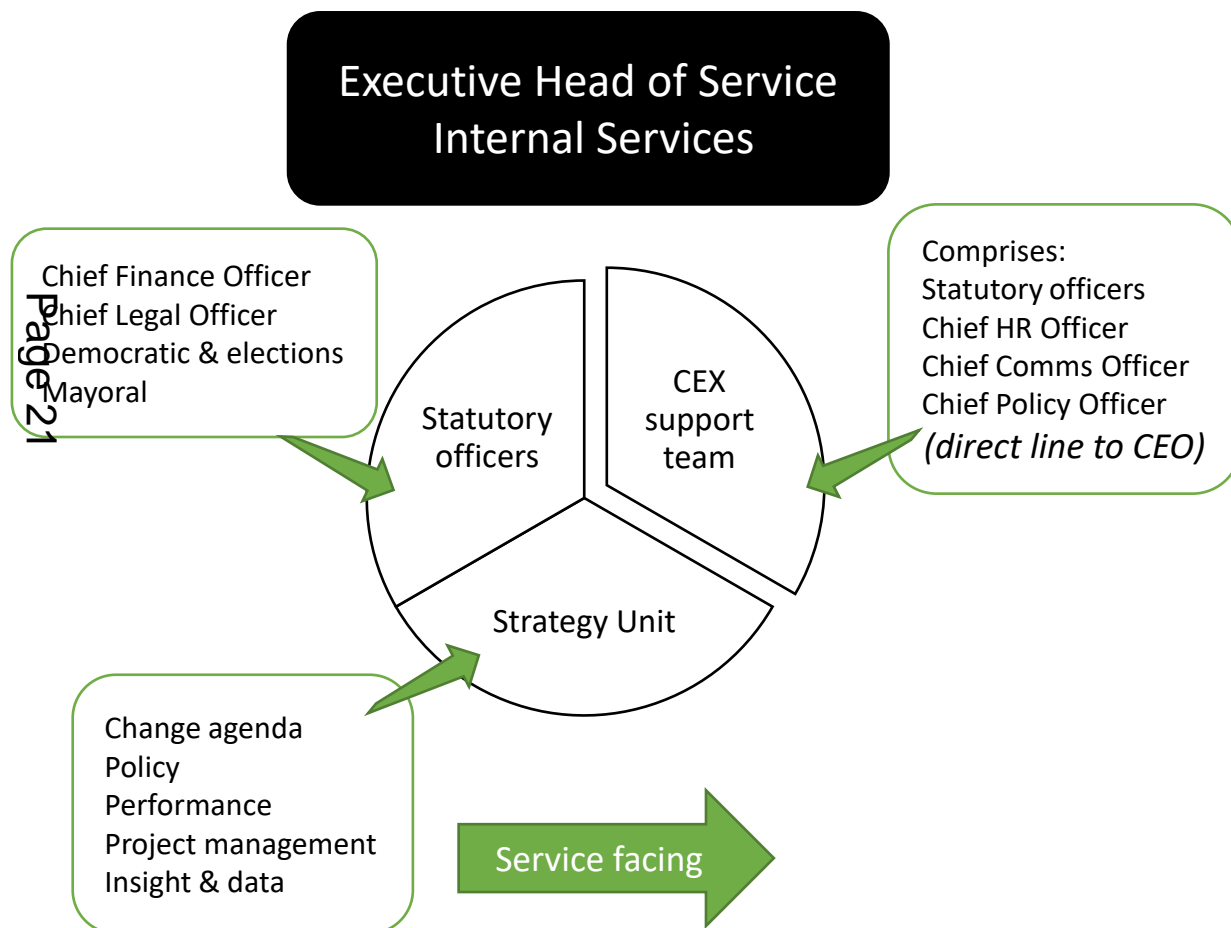 Executive Head of Service
Internal Services
Chief Finance Officer
Chief Legal Officer
Democratic & elections
Mayoral
Page 21
Comprises:
Statutory officers
Chief HR Officer
Chief Comms Officer
Chief Policy Officer
(direct line to CEO)
Statutory
officers
CEX
support
team
Strategy Unit
Change agenda
Policy
Performance
Project management
Insight & data
Service facing